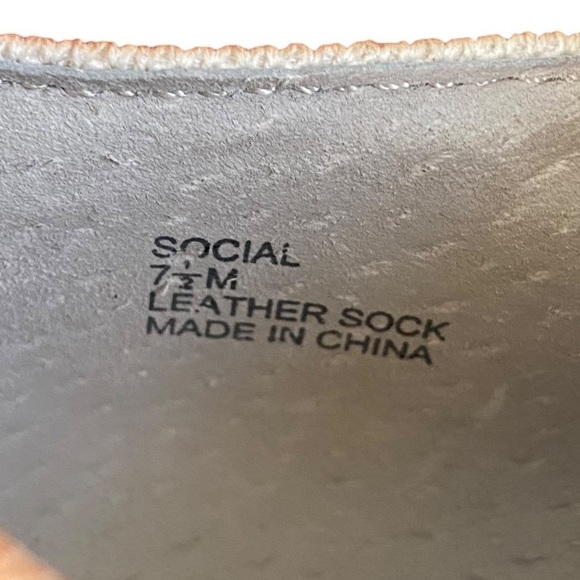 SOCIAL
7½M
LEATHER SOCK
MADE IN CHINA